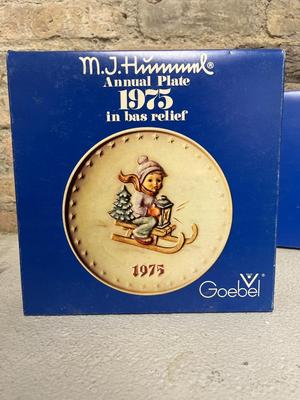 M.J.Hummel®
Annual Plate
1975
in bas relief
1975
Goebel®